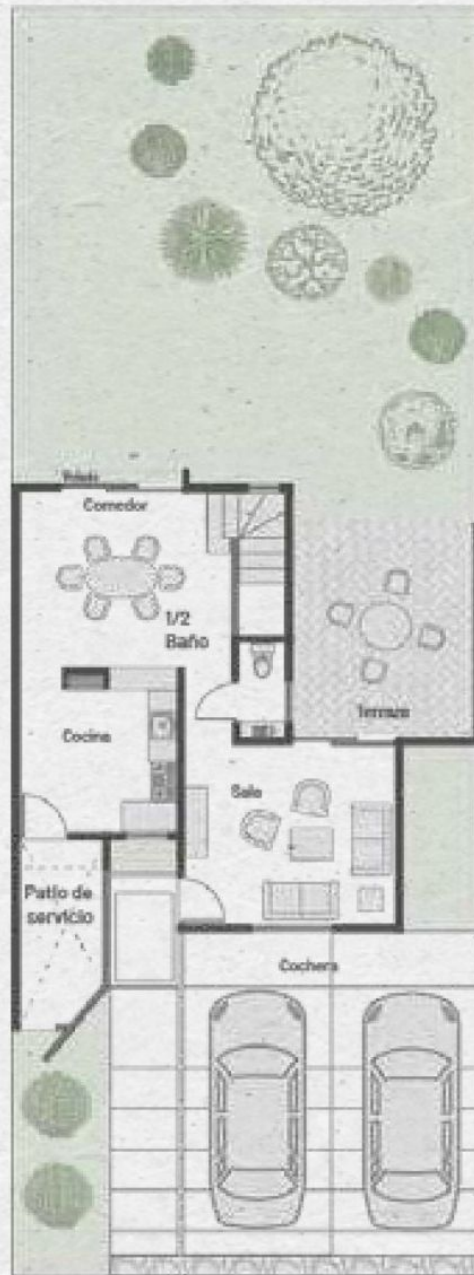 Comedor
1/2
Baño
Terraza
Cocina
Sala
Patio de
servicio
Cochera